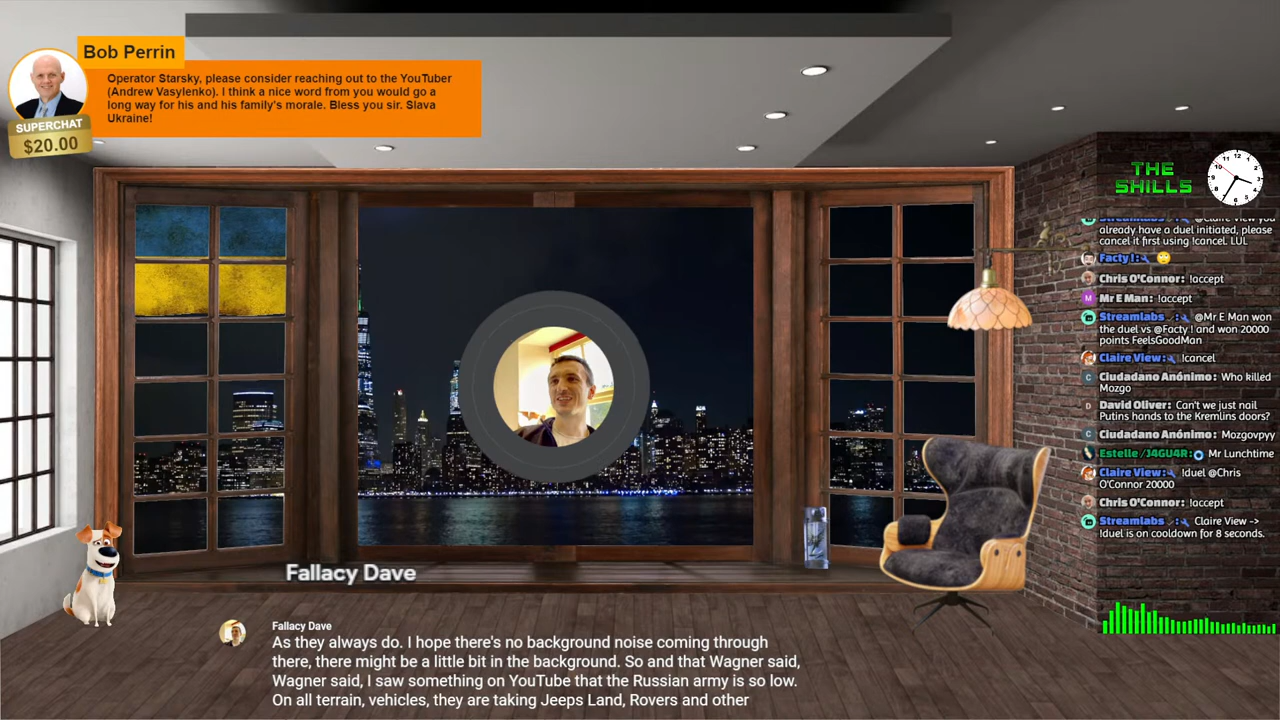 Bob Perrin
Operator Starsky, please consider reaching out to the YouTuber
(Andrew Vasylenko). I think a nice word from you would go a
long way for his and his family's morale. Bless you sir. Slava
Ukraine!
SUPERCHAT
$20.00
THE
SHILLS
Streamlabs : @Claire View you
already have a duel initiated, please
cancel it first using !cancel. LUL
Facty ! :
Chris O'Connor : !accept
Mr E Man : !accept
Streamlabs : @Mr E Man won
the duel vs @Facty ! and won 20000
points FeelsGoodMan
Claire View : !cancel
Ciudadano Anónimo : Who killed
Mozgo
David Oliver : Can't we just nail
Putins hands to the Kremlins doors?
Ciudadano Anónimo : Mozgovpyy
Estelle /J4GU4R : Mr Lunchtime
Claire View : !duel @Chris
O'Connor 20000
Chris O'Connor : !accept
Streamlabs : Claire View ->
!duel is on cooldown for 8 seconds.
Fallacy Dave
Fallacy Dave
As they always do. I hope there's no background noise coming through
there, there might be a little bit in the background. So and that Wagner said,
Wagner said, I saw something on YouTube that the Russian army is so low.
On all terrain, vehicles, they are taking Jeeps Land, Rovers and other